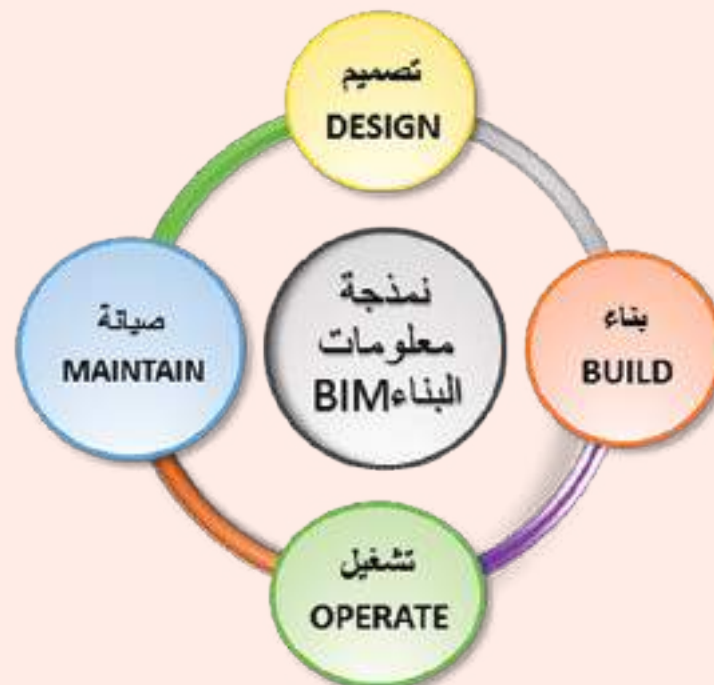 تصميم
DESIGN
بناء
BUILD
تشغيل
OPERATE
صيانة
MAINTAIN
نمذجة
معلومات
البناءBIM